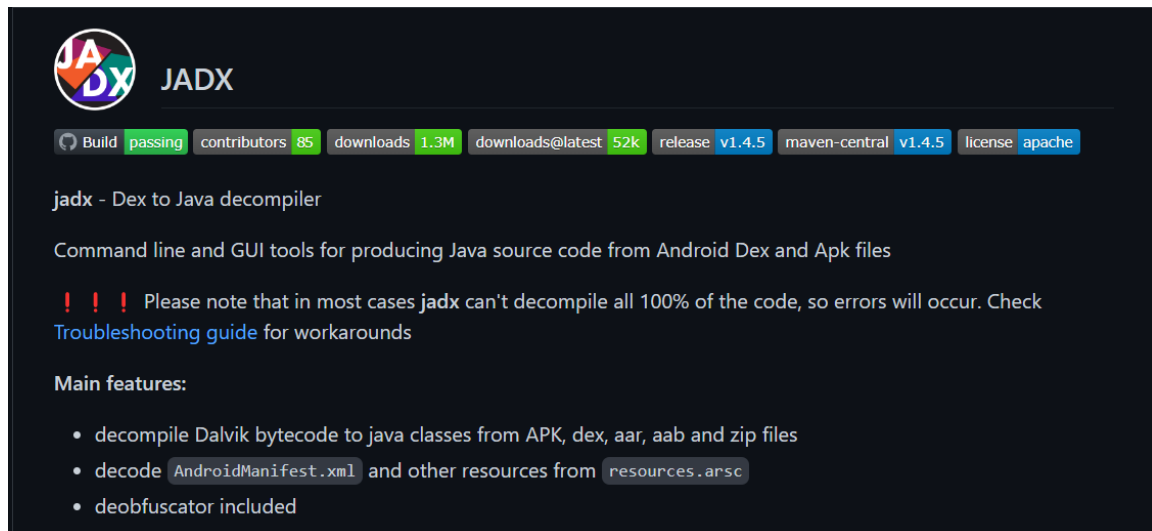 JADX
JADX
Build passing contributors 85 downloads 1.3M downloads@latest 52k release v1.4.5 maven-central v1.4.5 license apache
jadx - Dex to Java decompiler
Command line and GUI tools for producing Java source code from Android Dex and Apk files
❗❗❗ Please note that in most cases jadx can't decompile all 100% of the code, so errors will occur. Check
Troubleshooting guide for workarounds
Main features:
• decompile Dalvik bytecode to java classes from APK, dex, aar, aab and zip files
• decode AndroidManifest.xml and other resources from resources.arsc
• deobfuscator included